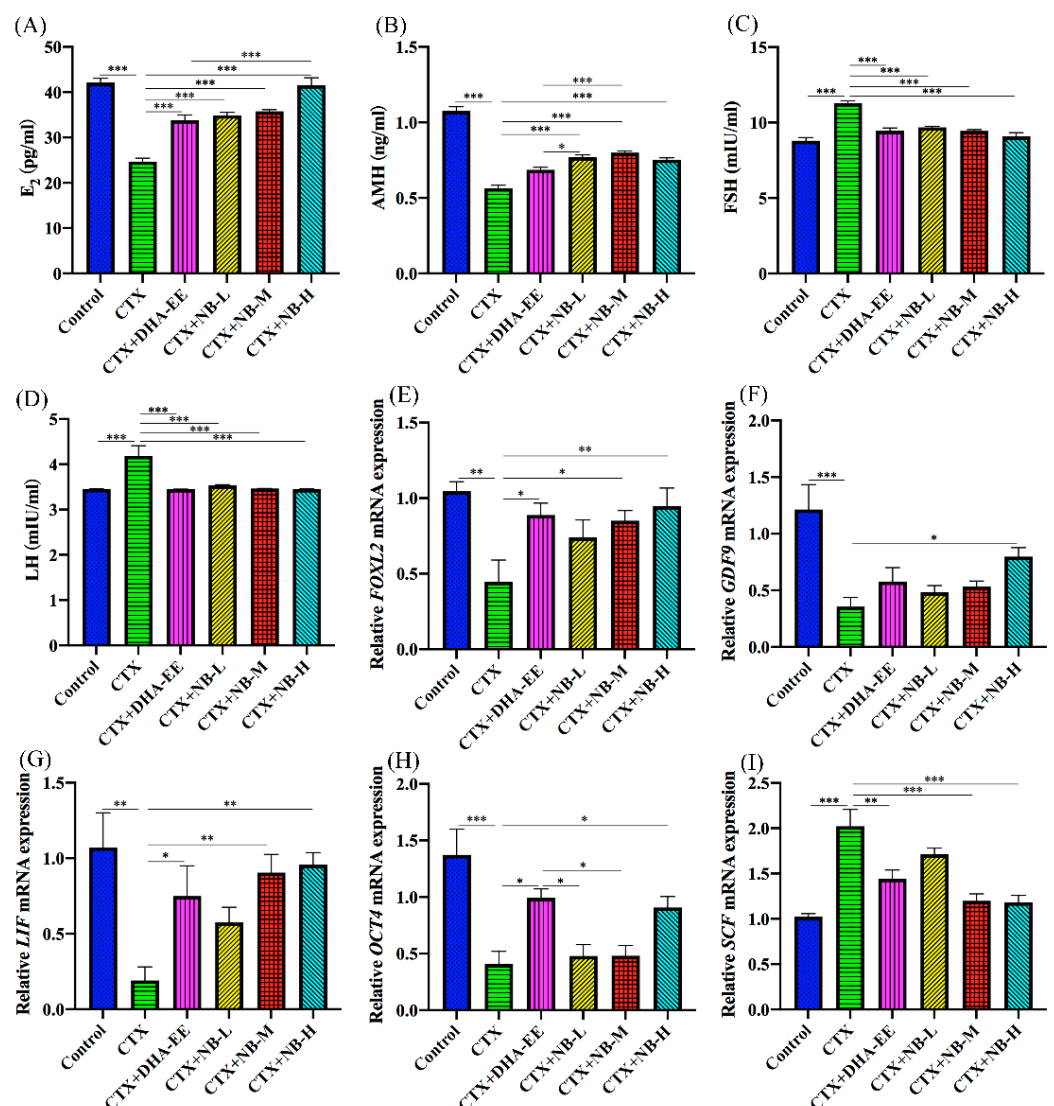 (A)
E2 (pg/ml)
50
40
30
20
10
0
***
***
***
***
***
***
Control
CTX
CTX+DHA-EE
CTX+NB-L
CTX+NB-M
CTX+NB-H
(B)
AMH (ng/ml)
1.5
1.0
0.5
0.0
***
***
***
***
***
*
Control
CTX
CTX+DHA-EE
CTX+NB-L
CTX+NB-M
CTX+NB-H
(C)
FSH (mIU/ml)
15
10
5
0
***
***
***
***
***
Control
CTX
CTX+DHA-EE
CTX+NB-L
CTX+NB-M
CTX+NB-H
(D)
LH (mIU/ml)
5
4
3
2
1
0
***
***
***
***
***
Control
CTX
CTX+DHA-EE
CTX+NB-L
CTX+NB-M
CTX+NB-H
(E)
Relative FOXL2 mRNA expression
1.5
1.0
0.5
0.0
**
**
*
*
Control
CTX
CTX+DHA-EE
CTX+NB-L
CTX+NB-M
CTX+NB-H
(F)
Relative GDF9 mRNA expression
2.0
1.5
1.0
0.5
0.0
***
*
Control
CTX
CTX+DHA-EE
CTX+NB-L
CTX+NB-M
CTX+NB-H
(G)
Relative LIF mRNA expression
1.5
1.0
0.5
0.0
**
**
**
*
Control
CTX
CTX+DHA-EE
CTX+NB-L
CTX+NB-M
CTX+NB-H
(H)
Relative OCT4 mRNA expression
2.0
1.5
1.0
0.5
0.0
***
*
*
*
*
Control
CTX
CTX+DHA-EE
CTX+NB-L
CTX+NB-M
CTX+NB-H
(I)
Relative SCF mRNA expression
2.5
2.0
1.5
1.0
0.5
0.0
***
***
***
**
Control
CTX
CTX+DHA-EE
CTX+NB-L
CTX+NB-M
CTX+NB-H